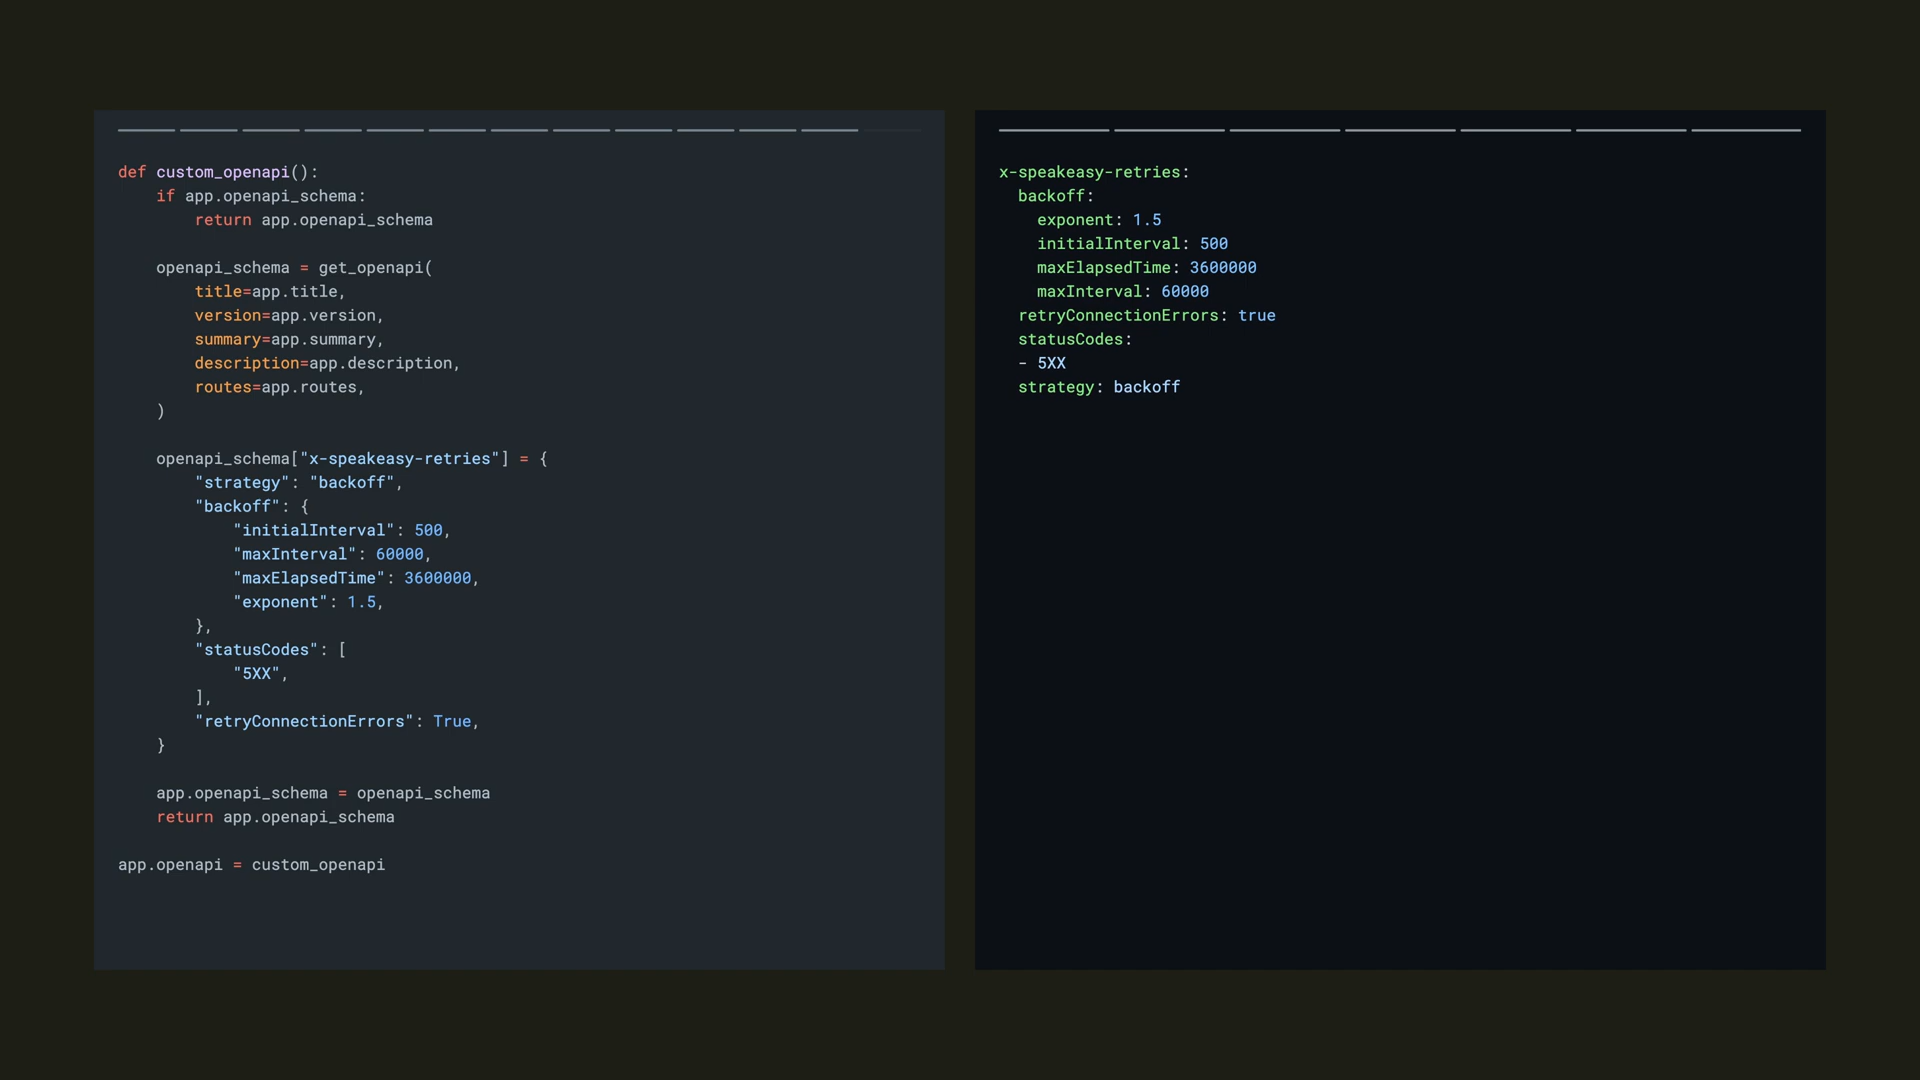 def custom_openapi():
    if app.openapi_schema:
        return app.openapi_schema

    openapi_schema = get_openapi(
        title=app.title,
        version=app.version,
        summary=app.summary,
        description=app.description,
        routes=app.routes,
    )

    openapi_schema["x-speakeasy-retries"] = {
        "strategy": "backoff",
        "backoff": {
            "initialInterval": 500,
            "maxInterval": 60000,
            "maxElapsedTime": 3600000,
            "exponent": 1.5,
        },
        "statusCodes": [
            "5XX",
        ],
        "retryConnectionErrors": True,
    }

    app.openapi_schema = openapi_schema
    return app.openapi_schema

app.openapi = custom_openapi

x-speakeasy-retries:
  backoff:
    exponent: 1.5
    initialInterval: 500
    maxElapsedTime: 3600000
    maxInterval: 60000
  retryConnectionErrors: true
  statusCodes:
  - 5XX
  strategy: backoff